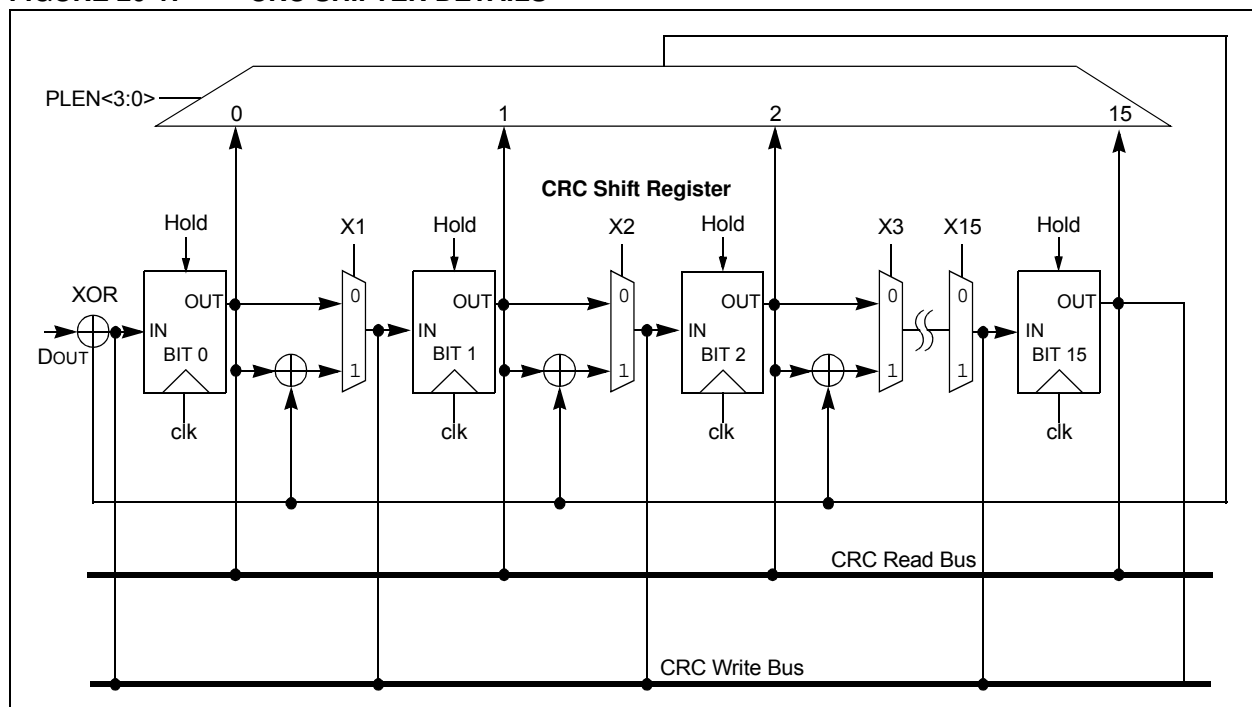 PLEN<3:0>
0 1 2 15
CRC Shift Register
Hold X1 Hold X2 Hold X3 X15 Hold
XOR
OUT 0 OUT 0 OUT 0 0 OUT
IN IN IN IN
DOUT
BIT 0 1 BIT 1 1 BIT 2 1 1 BIT 15
clk clk clk clk
CRC Read Bus
CRC Write Bus